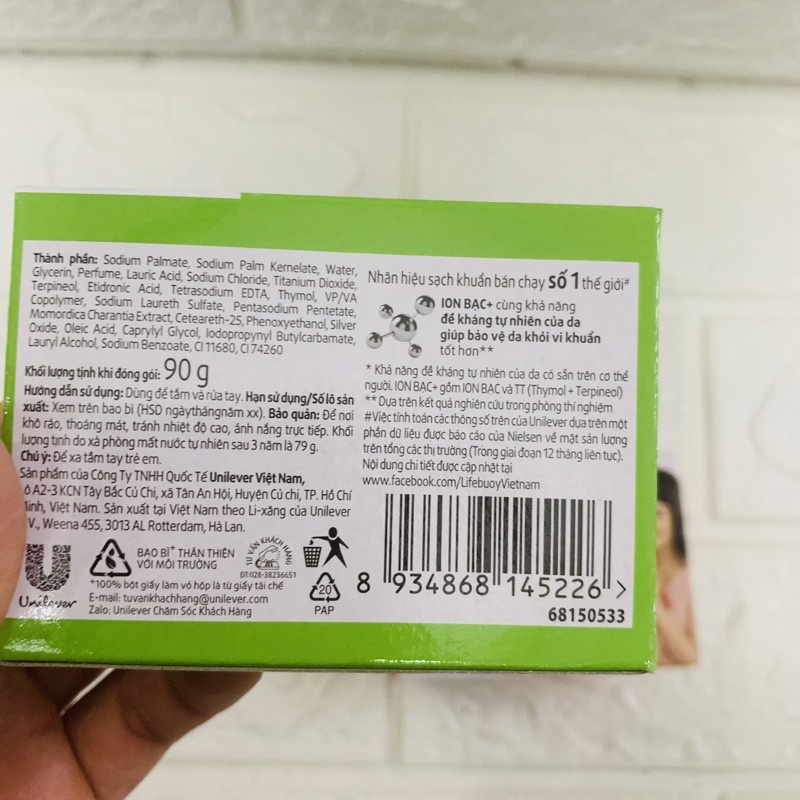 Thành phần: Sodium Palmate, Sodium Palm Kernelate, Water,
Glycerin, Perfume, Lauric Acid, Sodium Chloride, Titanium Dioxide,
Terpineol, Etidronic Acid, Tetrasodium EDTA, Thymol, VP/VA
Copolymer, Sodium Laureth Sulfate, Pentasodium Pentetate,
Momordica Charantia Extract, Ceteareth-25, Phenoxyethanol, Silver
Oxide, Oleic Acid, Caprylyl Glycol, Iodopropynyl Butylcarbamate,
Lauryl Alcohol, Sodium Benzoate, CI 11680, CI 74260
Khối lượng tịnh khi đóng gói: 90 g
Hướng dẫn sử dụng: Dùng để tắm và rửa tay. Hạn sử dụng/Số lô sản
xuất: Xem trên bao bì (HSD ngàythángnăm xx). Bảo quản: Để nơi
khô ráo, thoáng mát, tránh nhiệt độ cao, ánh nắng trực tiếp. Khối
lượng tịnh do xà phòng mất nước tự nhiên sau 3 năm là 79 g.
Chú ý: Để xa tầm tay trẻ em.
Sản phẩm của Công Ty TNHH Quốc Tế Unilever Việt Nam,
A2-3 KCN Tây Bắc Củ Chi, xã Tân An Hội, Huyện Củ chi, TP. Hồ Chí
Minh, Việt Nam. Sản xuất tại Việt Nam theo Li-xăng của Unilever
N.V., Weena 455, 3013 AL Rotterdam, Hà Lan.
Unilever
BAO BÌ* THÂN THIỆN
VỚI MÔI TRƯỜNG
TƯ VẤN KHÁCH HÀNG
ĐT:028-38236651
*100% bột giấy làm vỏ hộp là từ giấy tái chế
E-mail: tuvankhachhang@unilever.com
Zalo: Unilever Chăm Sóc Khách Hàng
20
PAP
Nhãn hiệu sạch khuẩn bán chạy số 1 thế giới#
ION BẠC+ cùng khả năng
đề kháng tự nhiên của da
giúp bảo vệ da khỏi vi khuẩn
tốt hơn**
* Khả năng đề kháng tự nhiên của da có sẵn trên cơ thể
người. ION BẠC+ gồm ION BẠC và TT (Thymol + Terpineol)
** Dựa trên kết quả nghiên cứu trong phòng thí nghiệm
#Việc tính toán các thông số trên của Unilever dựa trên một
phần dữ liệu được báo cáo của Nielsen về mặt sản lượng
trên tổng các thị trường (Trong giai đoạn 12 tháng liên tục).
Nội dung chi tiết được cập nhật tại
www.facebook.com/LifebuoyVietnam
8 934868 145226 >
68150533